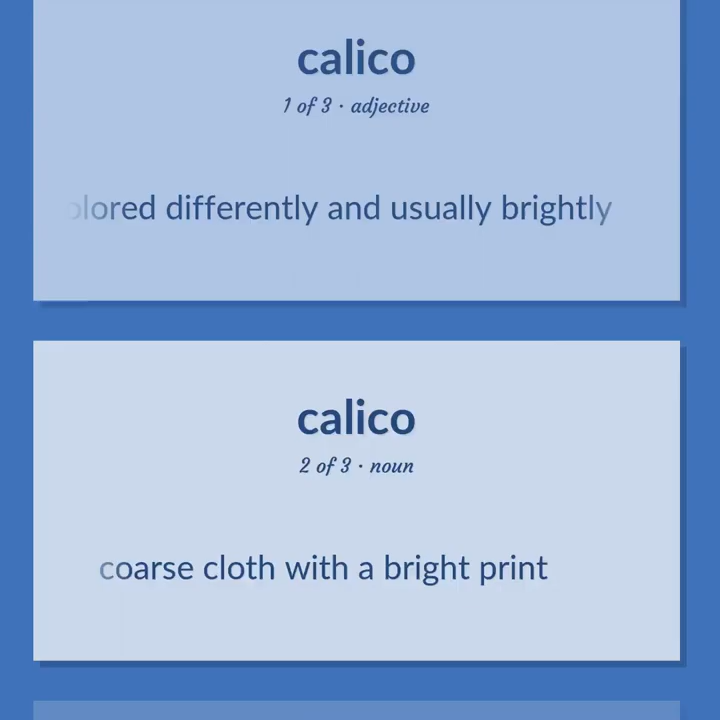 calico
1 of 3 · adjective
olored differently and usually brightly
calico
2 of 3 · noun
coarse cloth with a bright print